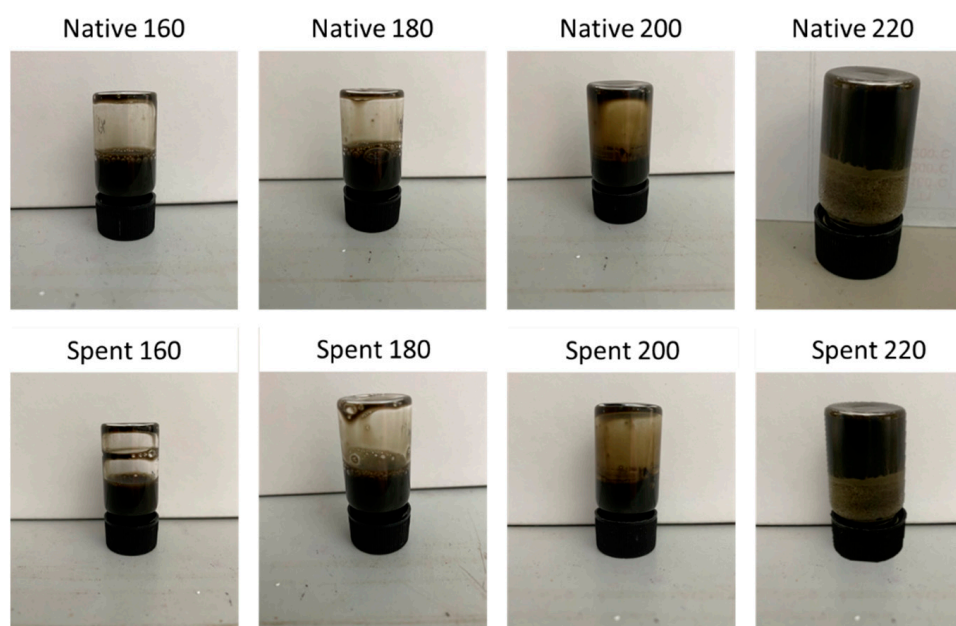 Native 160
Native 180
Native 200
Native 220
Spent 160
Spent 180
Spent 200
Spent 220